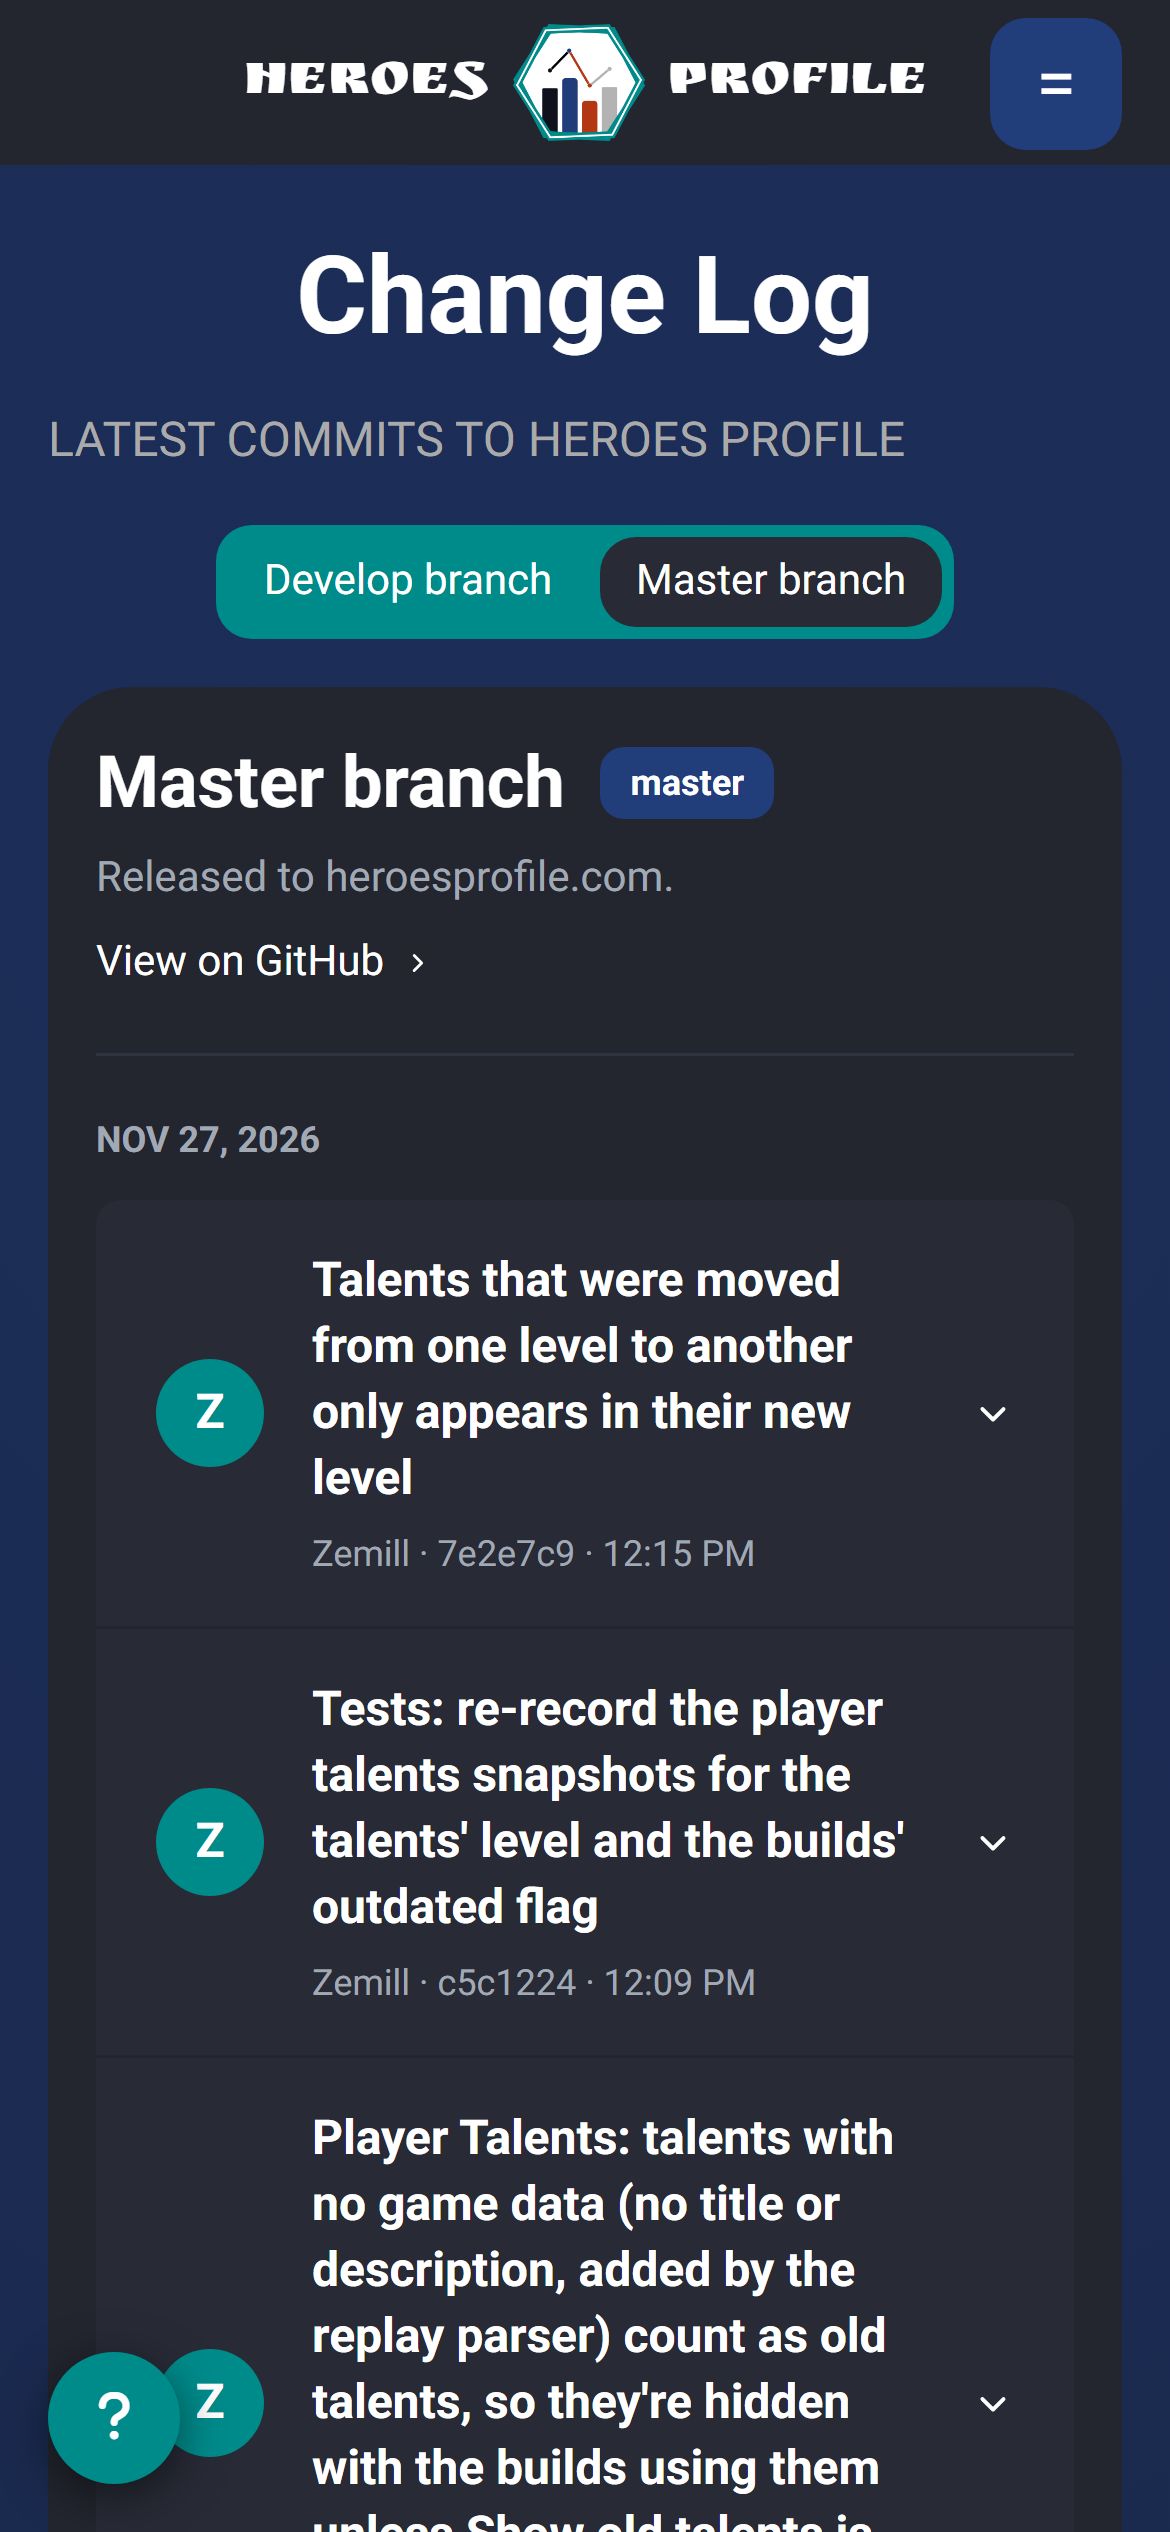 HEROES PROFILE
Change Log
LATEST COMMITS TO HEROES PROFILE
Develop branch Master branch
Master branch master
Released to heroesprofile.com.
View on GitHub
NOV 27, 2026
Talents that were moved
from one level to another
only appears in their new
level
Z
Zemill · 7e2e7c9 · 12:15 PM
Tests: re-record the player
talents snapshots for the
talents' level and the builds'
outdated flag
Z
Zemill · c5c1224 · 12:09 PM
Player Talents: talents with
no game data (no title or
description, added by the
replay parser) count as old
talents, so they're hidden
with the builds using them
unless Show old talents is
Z
?